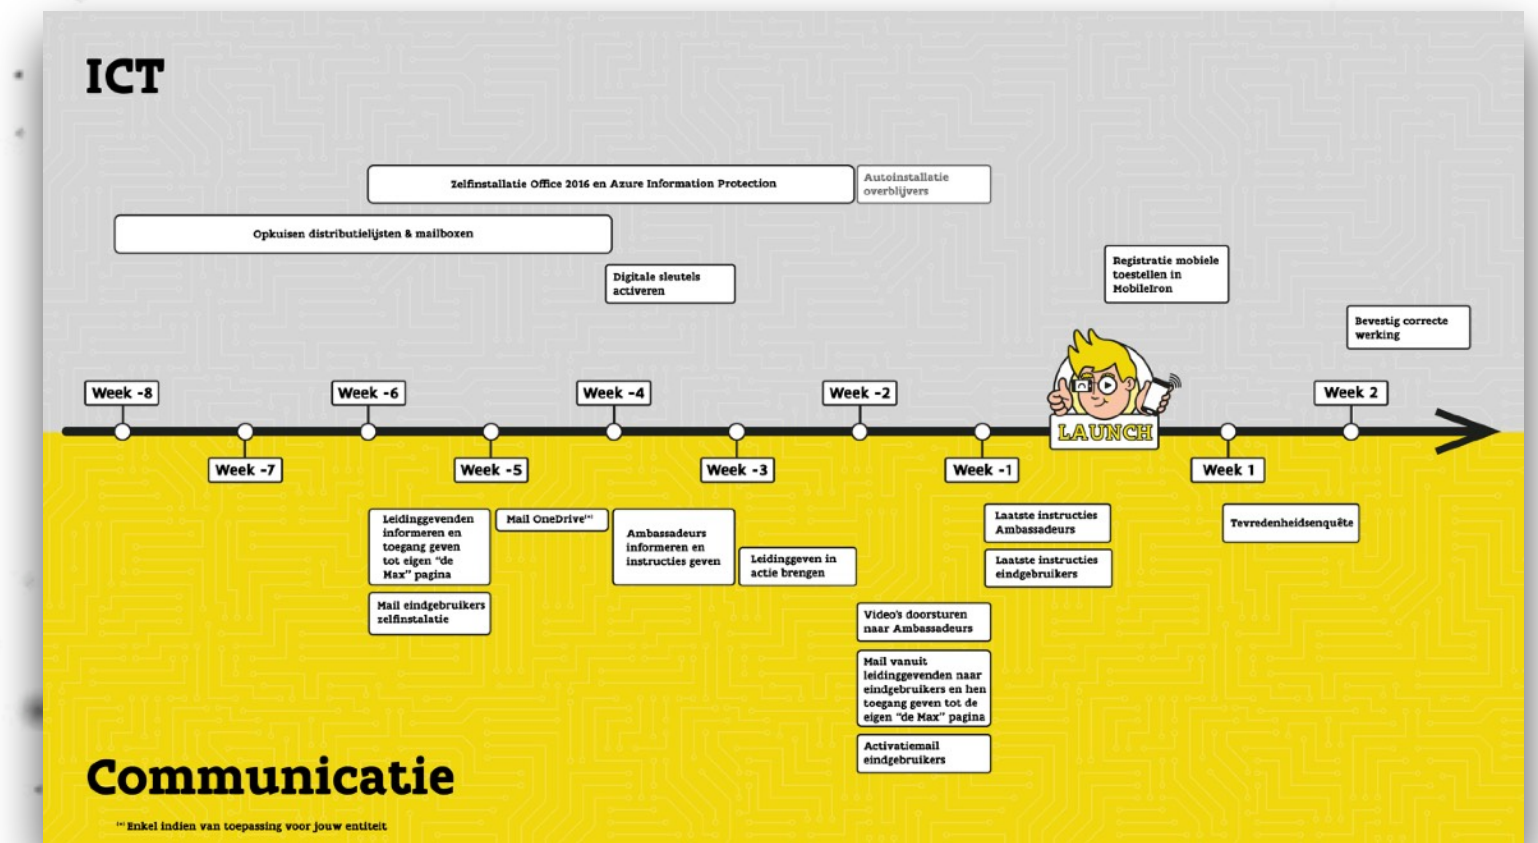 ICT
Zelfinstallatie Office 2016 en Azure Information Protection
Autoinstallatie
overblijvers
Opkuisen distributielijsten & mailboxen
Digitale sleutels
activeren
Registratie mobiele
toestellen in
MobileIron
Bevestig correcte
werking
Week -8
Week -6
Week -4
Week -2
Week 2
LAUNCH
Week -7
Week -5
Week -3
Week -1
Week 1
Leidinggevenden
informeren en
toegang geven
tot eigen "de
Max" pagina
Mail eindgebruikers
zelfinstalatie
Mail OneDrive(*)
Ambassadeurs
informeren en
instructies geven
Leidinggeven in
actie brengen
Video's doorsturen
naar Ambassadeurs
Mail vanuit
leidinggevenden naar
eindgebruikers en hen
toegang geven tot de
eigen "de Max" pagina
Activatiemail
eindgebruikers
Laatste instructies
Ambassadeurs
Laatste instructies
eindgebruikers
Tevredenheidsenquête
Communicatie
(*) Enkel indien van toepassing voor jouw entiteit